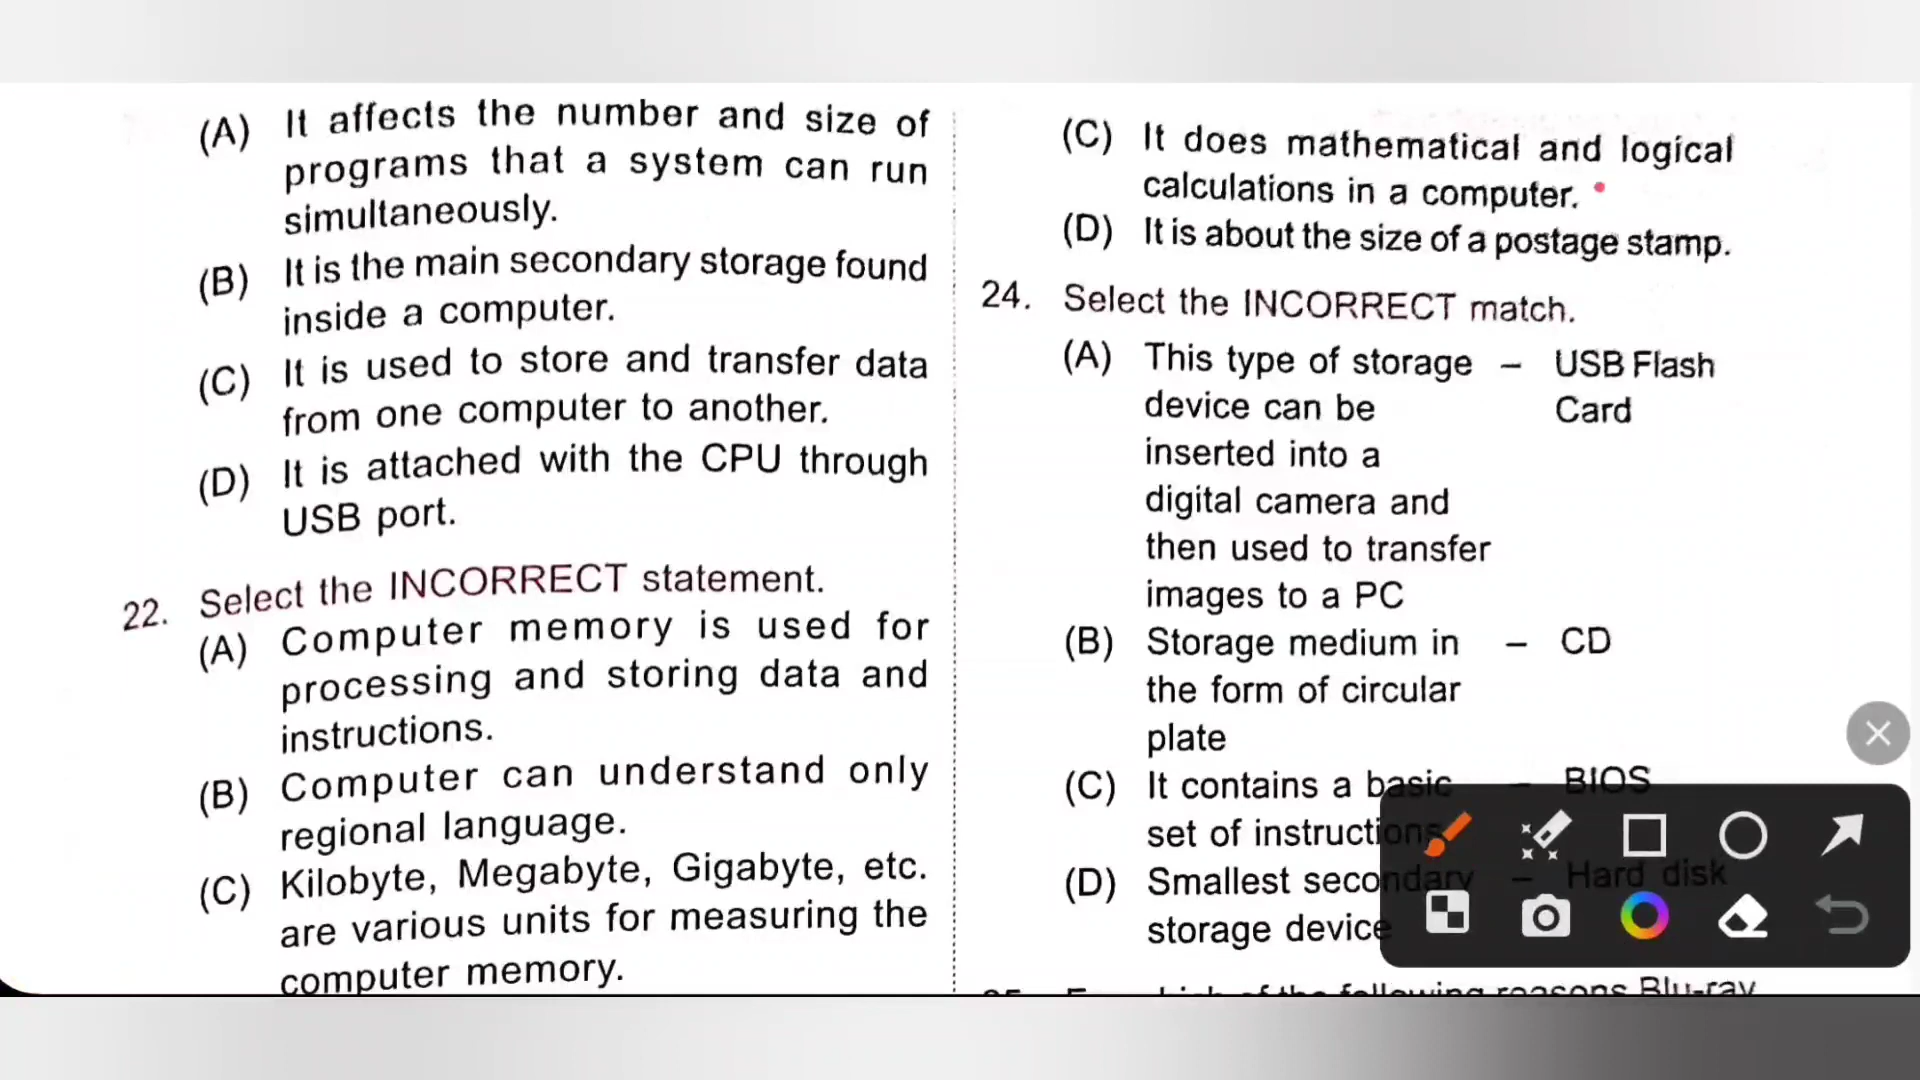 (A) It affects the number and size of
programs that a system can run
simultaneously.
(B) It is the main secondary storage found
inside a computer.
(C) It is used to store and transfer data
from one computer to another.
(D) It is attached with the CPU through
USB port.
22. Select the INCORRECT statement.
(A) Computer memory is used for
processing and storing data and
instructions.
(B) Computer can understand only
regional language.
(C) Kilobyte, Megabyte, Gigabyte, etc.
are various units for measuring the
computer memory.
(C) It does mathematical and logical
calculations in a computer.
(D) It is about the size of a postage stamp.
24. Select the INCORRECT match.
(A) This type of storage – USB Flash
device can be Card
inserted into a
digital camera and
then used to transfer
images to a PC
(B) Storage medium in – CD
the form of circular
plate
(C) It contains a basic – BIOS
set of instructions
(D) Smallest secondary – Hard disk
storage device
of the following reasons Blu-ray